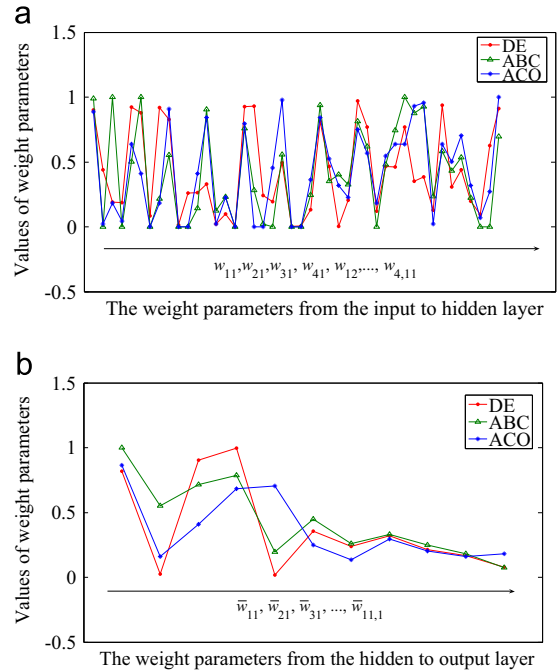 a
1.5
DE
ABC
ACO
1
0.5
0
-0.5
Values of weight parameters
w11,w21,w31, w41, w12,..., w4,11
The weight parameters from the input to hidden layer
b
1.5
DE
ABC
ACO
1
0.5
0
-0.5
Values of weight parameters
w̅11, w̅21, w̅31, ..., w̅11,1
The weight parameters from the hidden to output layer